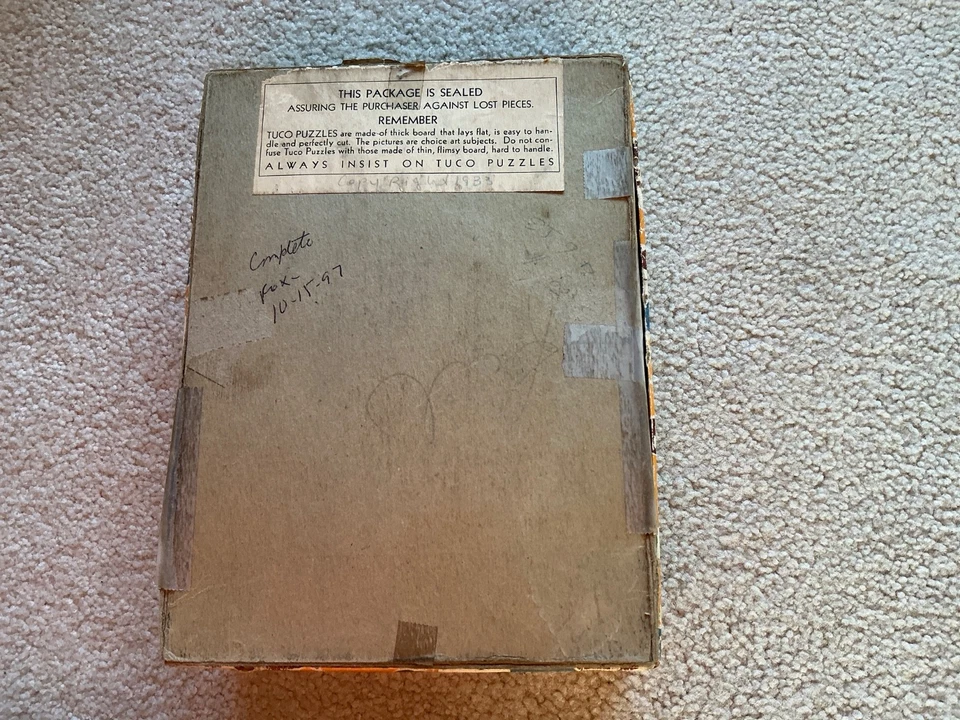 THIS PACKAGE IS SEALED
ASSURING THE PURCHASER AGAINST LOST PIECES.
REMEMBER
TUCO PUZZLES are made of thick board that lays flat, is easy to han-
dle and perfectly cut. The pictures are choice art subjects. Do not con-
fuse Tuco Puzzles with those made of thin, flimsy board, hard to handle.
ALWAYS INSIST ON TUCO PUZZLES
Copy Right 1933
Complete
10-15-97